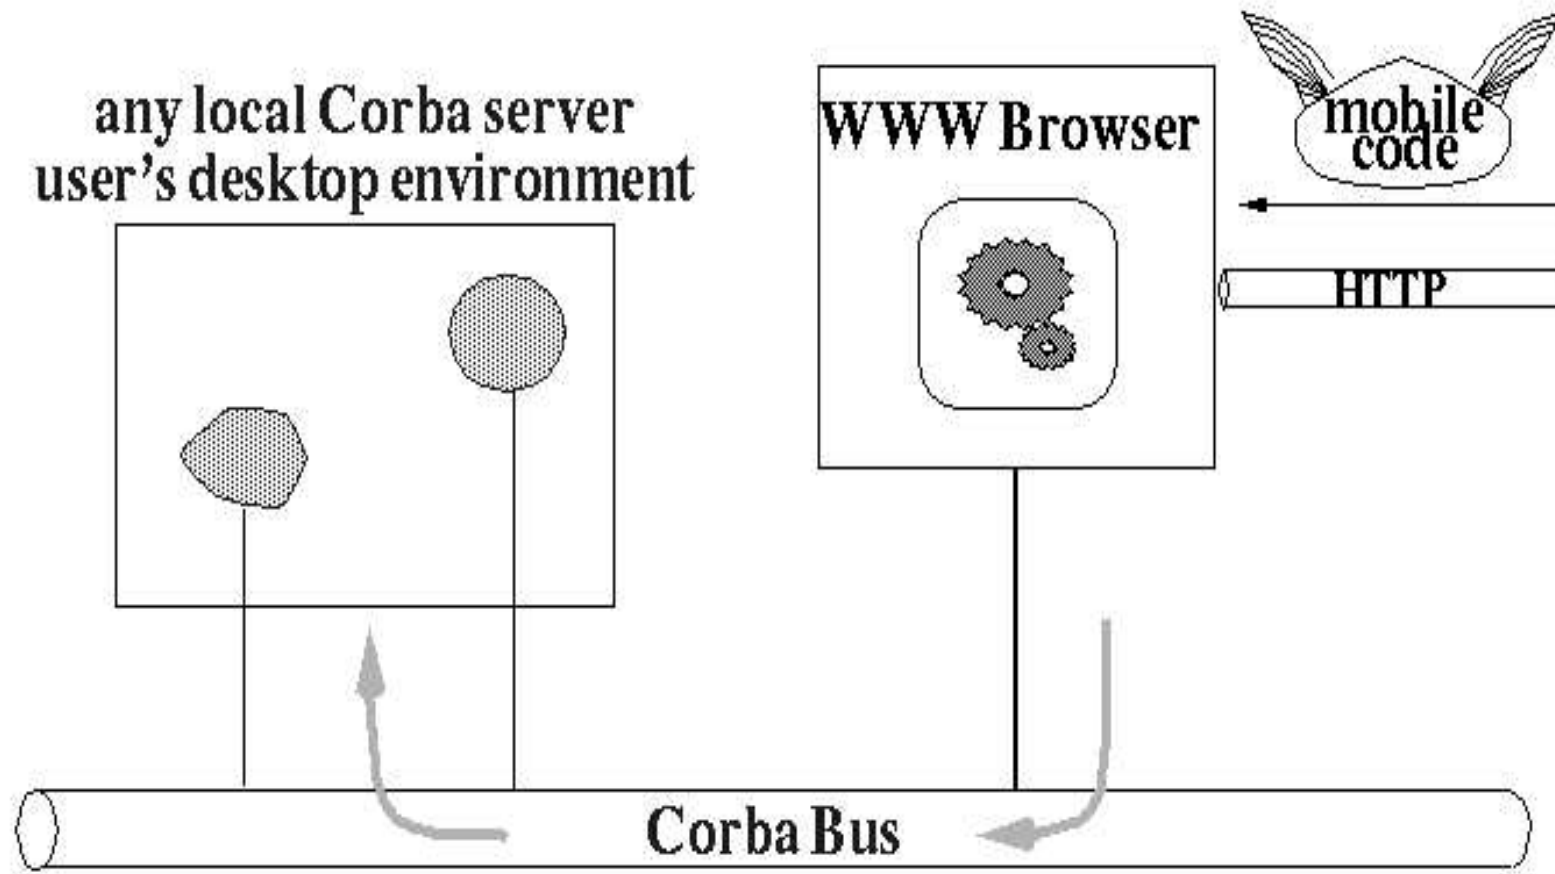 any local Corba server
user's desktop environment
WWW Browser
mobile
code
HTTP
Corba Bus